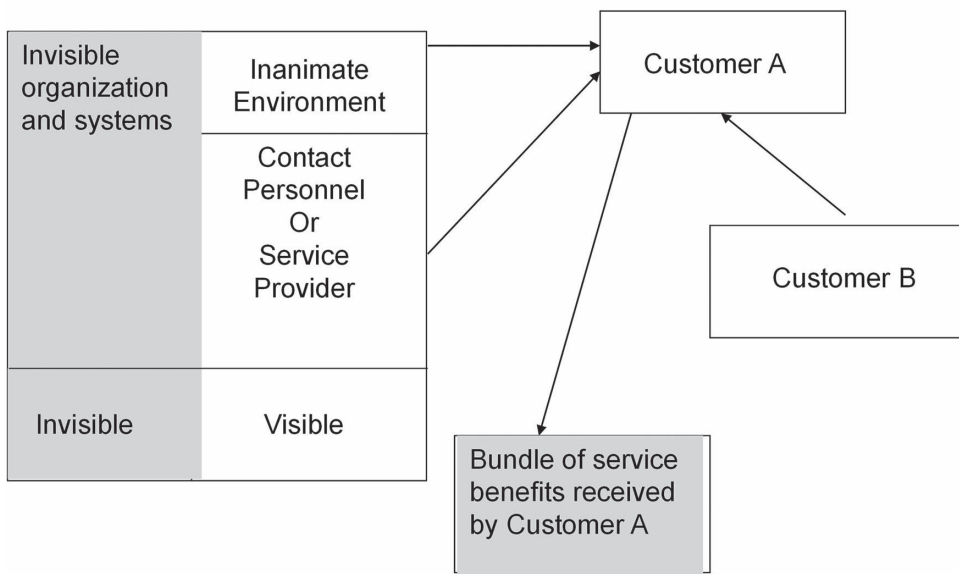 Invisible
organization
and systems
Inanimate
Environment
Contact
Personnel
Or
Service
Provider
Invisible
Visible
Customer A
Customer B
Bundle of service
benefits received
by Customer A